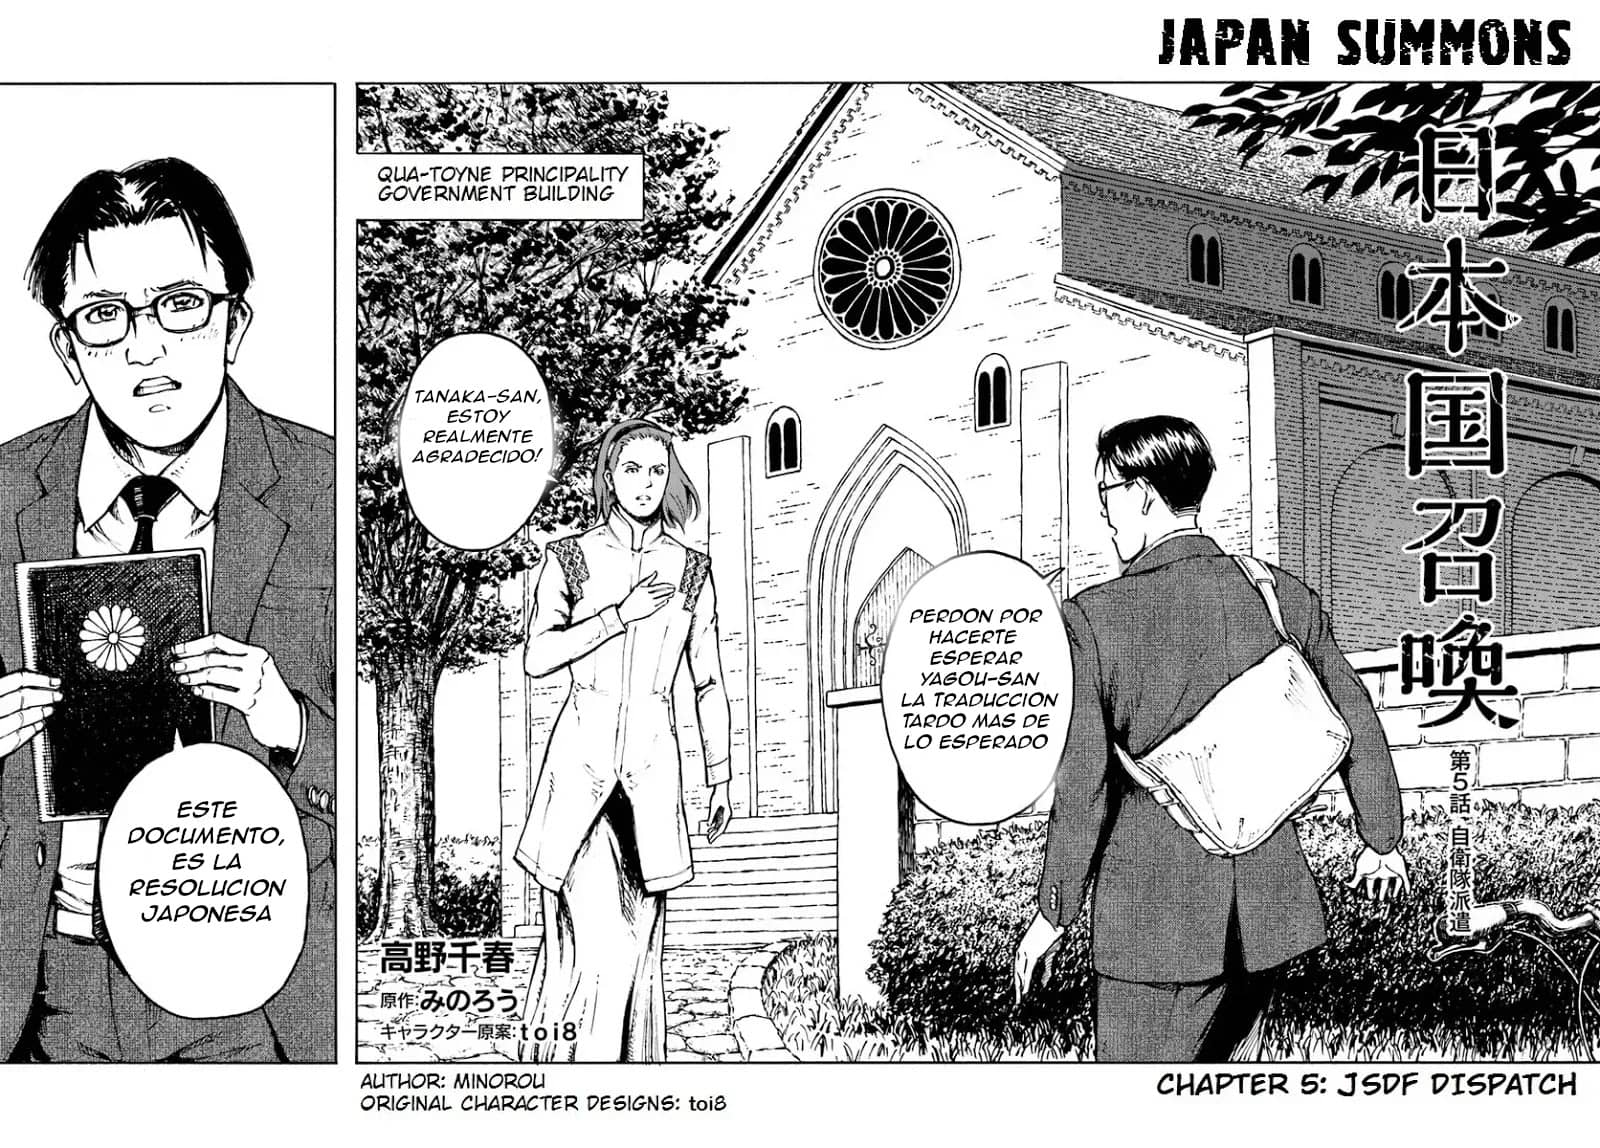 JAPAN SUMMONS
日本国召喚
第5話 自衛隊派遣
QUA-TOYNE PRINCIPALITY
GOVERNMENT BUILDING
PERDON POR
HACERTE
ESPERAR
YAGOU-SAN
LA TRADUCCION
TARDO MAS DE
LO ESPERADO
TANAKA-SAN,
ESTOY
REALMENTE
AGRADECIDO!
高野千春
原作:みのろう
キャラクター原案:toi8
AUTHOR: MINOROU
ORIGINAL CHARACTER DESIGNS: toi8
CHAPTER 5: JSDF DISPATCH
ESTE
DOCUMENTO,
ES LA
RESOLUCION
JAPONESA